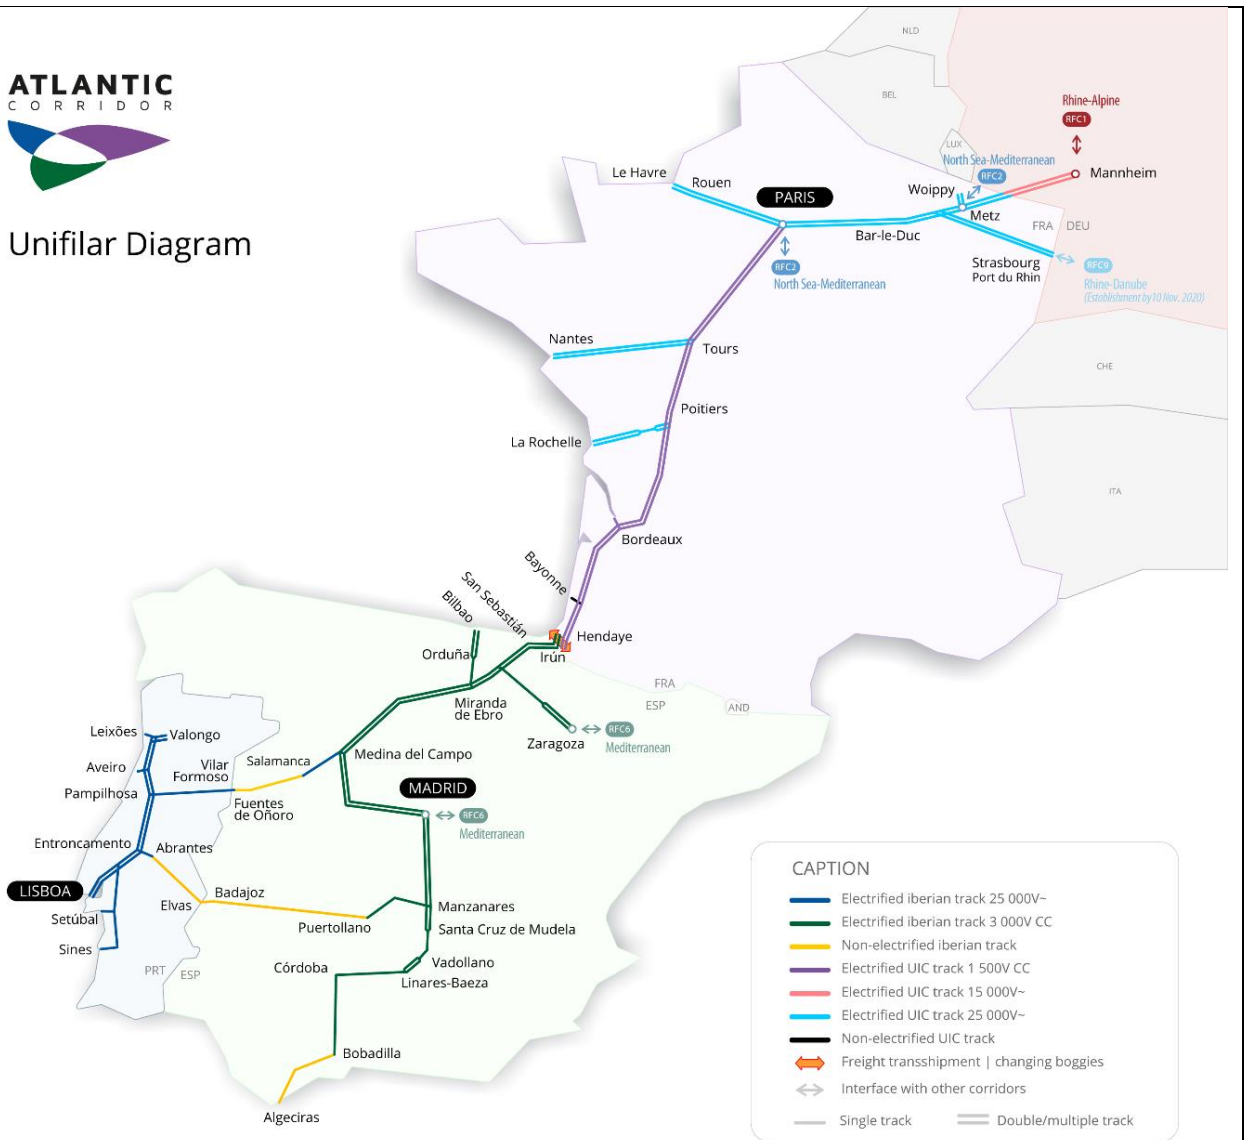 ATLANTIC
CORRIDOR
Unifilar Diagram
NLD
BEL
LUX
Rhine-Alpine
RFC1
North Sea-Mediterranean
RFC2
Mannheim
Woippy
Metz
Le Havre
Rouen
PARIS
Bar-le-Duc
FRA
DEU
RFC2
North Sea-Mediterranean
Strasbourg
Port du Rhin
RFC9
Rhine-Danube
(Establishment by 10 Nov. 2020)
Nantes
Tours
CHE
Poitiers
La Rochelle
ITA
Bordeaux
Bayonne
San Sebastián
Bilbao
Hendaye
Orduña
Irún
FRA
ESP
AND
Miranda
de Ebro
Zaragoza
RFC6
Mediterranean
Leixões
Valongo
Aveiro
Vilar
Formoso
Salamanca
Medina del Campo
Pampilhosa
Fuentes
de Oñoro
MADRID
RFC6
Mediterranean
Entroncamento
Abrantes
LISBOA
Elvas
Badajoz
Setúbal
Puertollano
Manzanares
Santa Cruz de Mudela
Sines
PRT
ESP
Córdoba
Vadollano
Linares-Baeza
Bobadilla
Algeciras
CAPTION
Electrified iberian track 25 000V~
Electrified iberian track 3 000V CC
Non-electrified iberian track
Electrified UIC track 1 500V CC
Electrified UIC track 15 000V~
Electrified UIC track 25 000V~
Non-electrified UIC track
Freight transshipment | changing boggies
Interface with other corridors
Single track
Double/multiple track